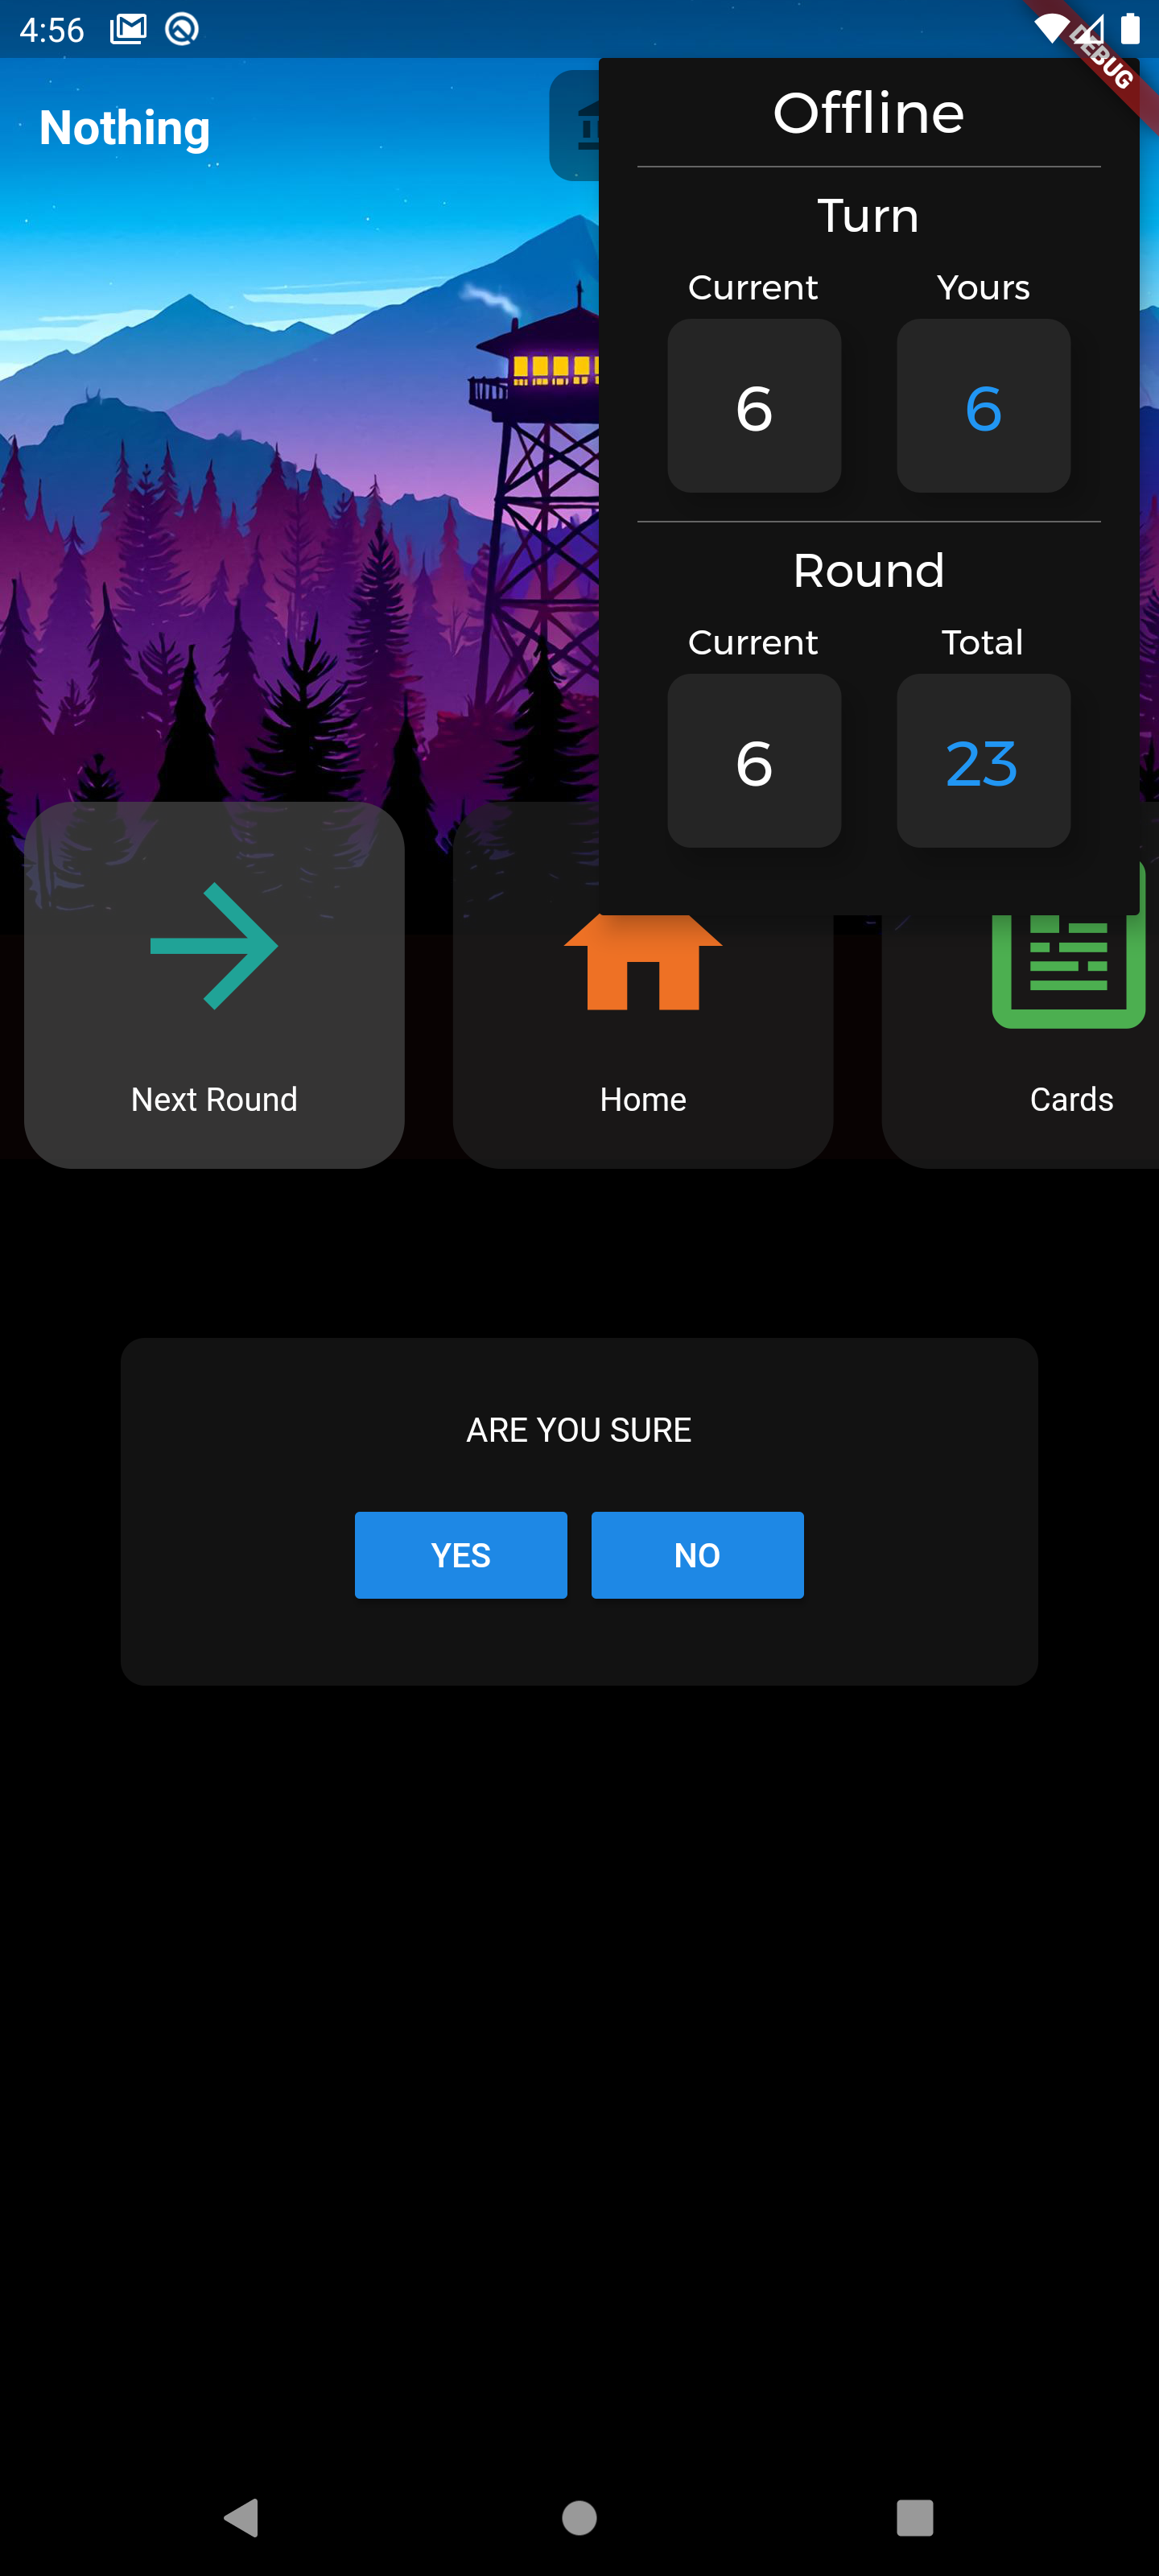 4:56
DEBUG
Nothing
Offline
Turn
Current Yours
6 6
Round
Current Total
6 23
Next Round Home Cards
ARE YOU SURE
YES NO